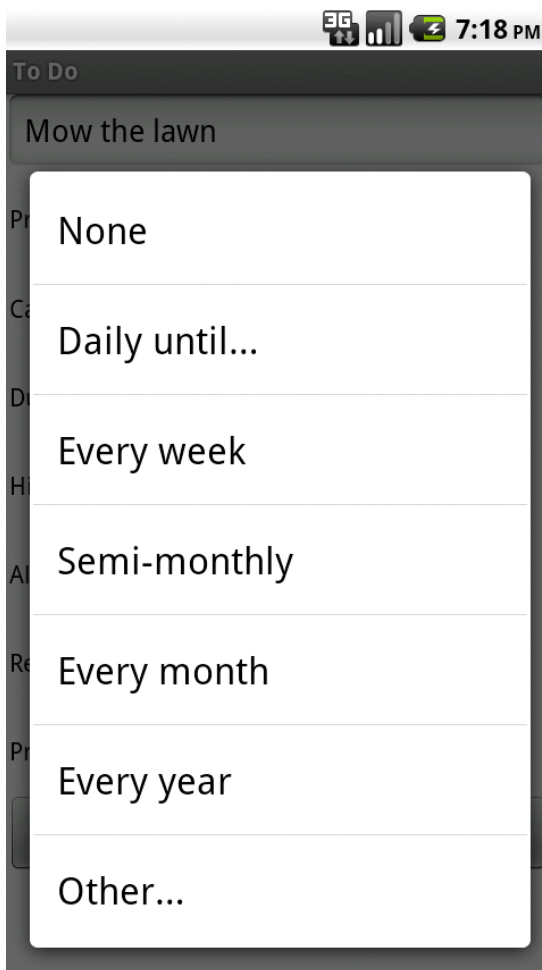 3G 7:18 PM
To Do
Mow the lawn
None
Daily until...
Every week
Semi-monthly
Every month
Every year
Other...